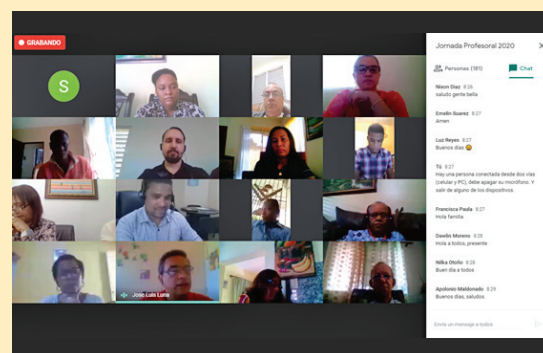 GRABANDO
S
Jose Luis Luna
Jornada Profesoral 2020
Personas (181)
Chat
Nixon Diaz 8:26
saludo gente bella
Emelin Suarez 8:27
Amen
Luz Reyes 8:27
Buenos días
Tú 8:27
Hay una persona conectada desde dos vías
(celular y PC), debe apagar su micrófono. Y
salir de alguno de los dispositivos.
Francisca Paula 8:27
Hola familia
Dawlin Moreno 8:28
Hola a todos, presente
Nilka Otoño 8:28
Buen dia a todos
Apolonio Maldonado 8:29
Buenos días, saludos.
Envía un mensaje a todos